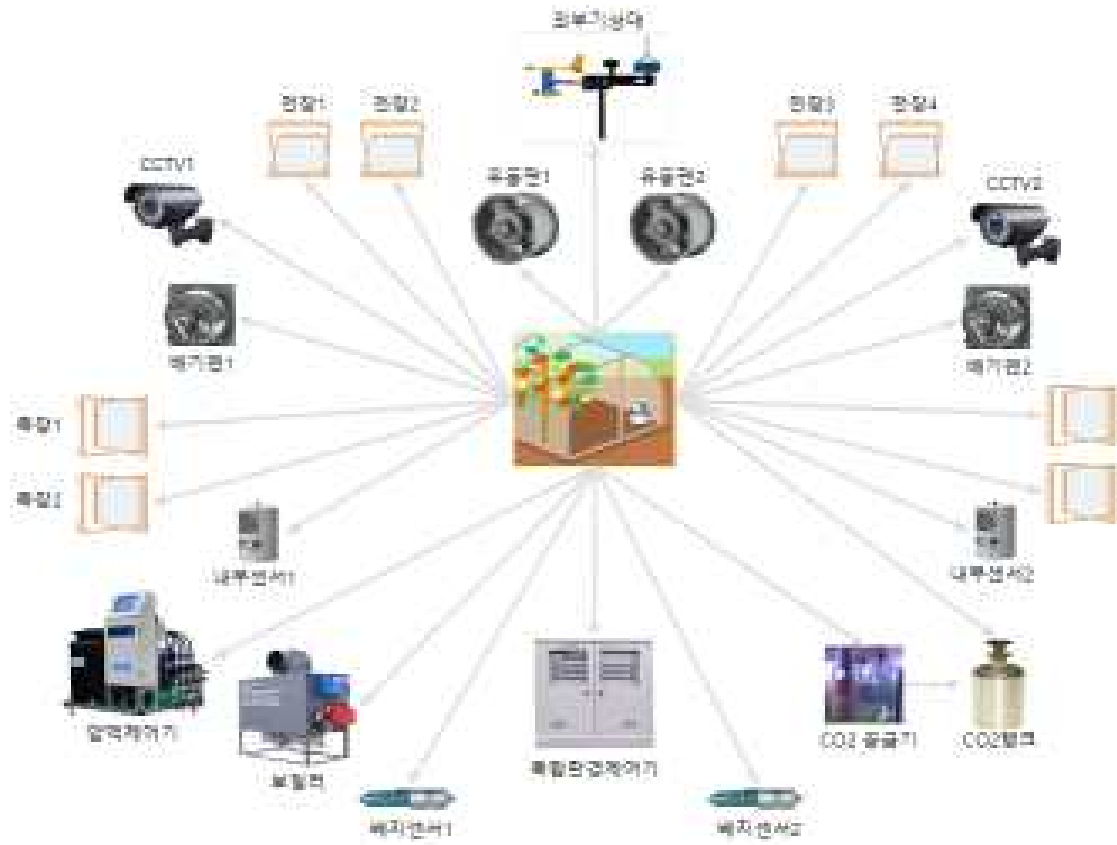 외부기상대
천창1
천창2
천창3
천창4
CCTV1
유동팬1
유동팬2
CCTV2
배기팬1
배기팬2
측창1
측창2
내부센서1
내부센서2
양액제어기
보일러
복합환경제어기
CO2 공급기
CO2탱크
배지센서1
배지센서2